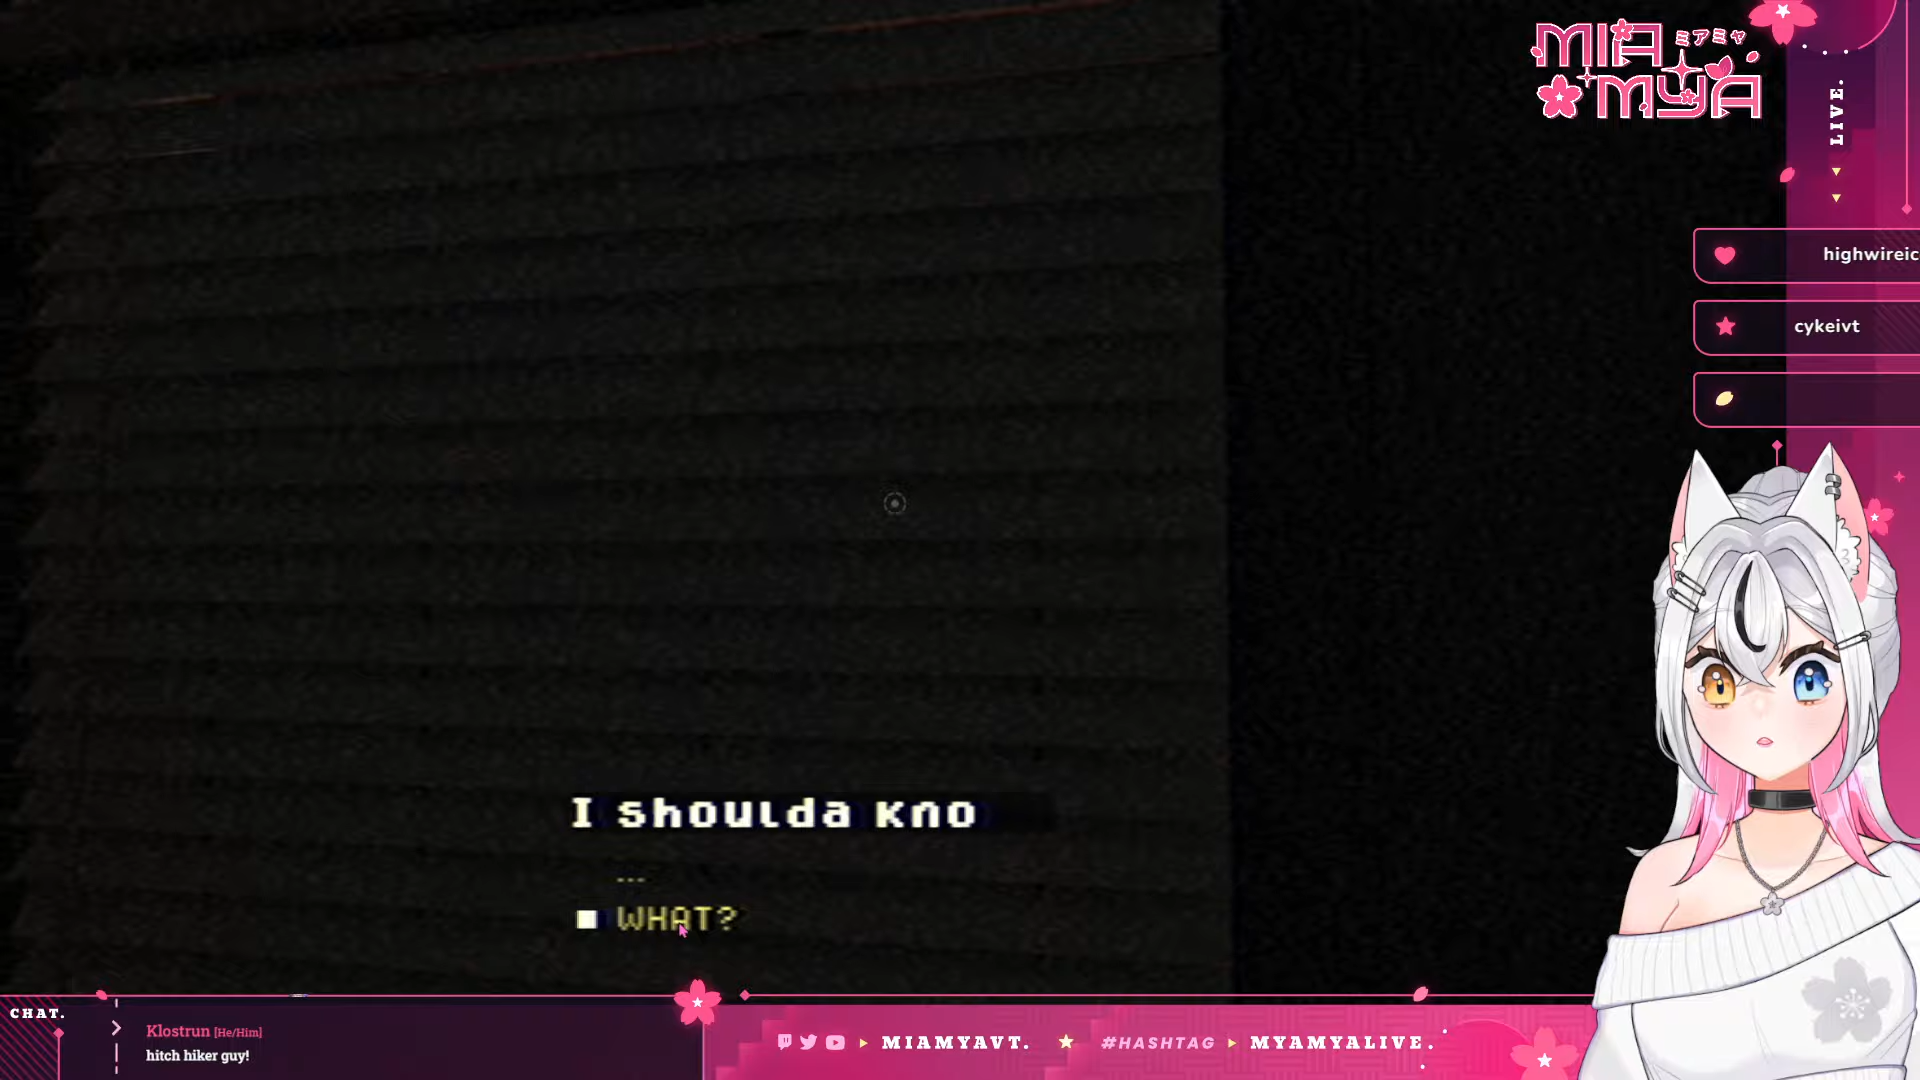 MIA ミアミャ
MYA
LIVE.
highwireic
cykeivt
I shoulda kno
...
WHAT?
CHAT.
Klostrun [He/Him]
hitch hiker guy!
MIAMYAVT.
#HASHTAG
MYAMYALIVE.